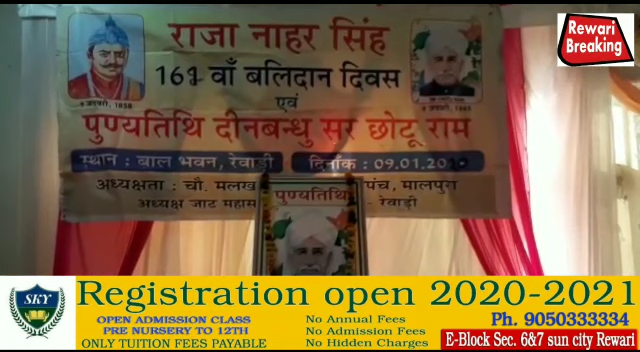 Rewari
Breaking
राजा नाहर सिंह
161 वाँ बलिदान दिवस
एवं
पुण्यतिथि दीनबन्धु सर छोटू राम
स्थान : बाल भवन, रेवाड़ी दिनाँक : 09.01.20
अध्यक्षता : चौ. मलख पंच, मालपुरा
अध्यक्ष जाट महास - रेवाड़ी
पुण्यतिथि
SKY
Registration open 2020-2021
OPEN ADMISSION CLASS
PRE NURSERY TO 12TH
ONLY TUITION FEES PAYABLE
No Annual Fees
No Admission Fees
No Hidden Charges
Ph. 9050333334
E-Block Sec. 6&7 sun city Rewari